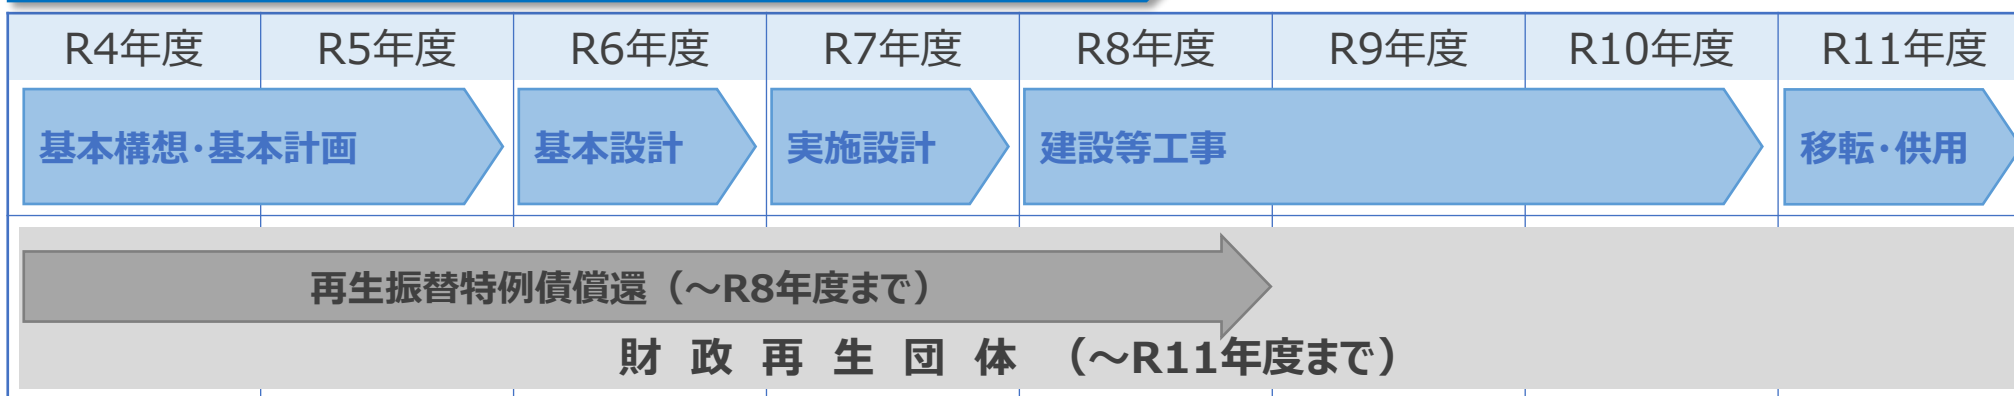 R4年度 R5年度 R6年度 R7年度 R8年度 R9年度 R10年度 R11年度
基本構想・基本計画 基本設計 実施設計 建設等工事 移転・供用
再生振替特例債償還（～R8年度まで）
財政再生団体（～R11年度まで）